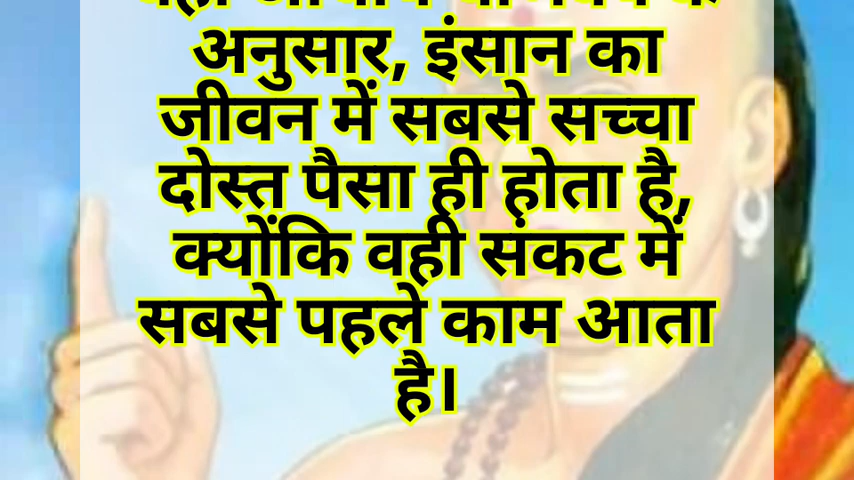 अनुसार, इंसान का
जीवन में सबसे सच्चा
दोस्त पैसा ही होता है,
क्योंकि वही संकट में
सबसे पहले काम आता
है।